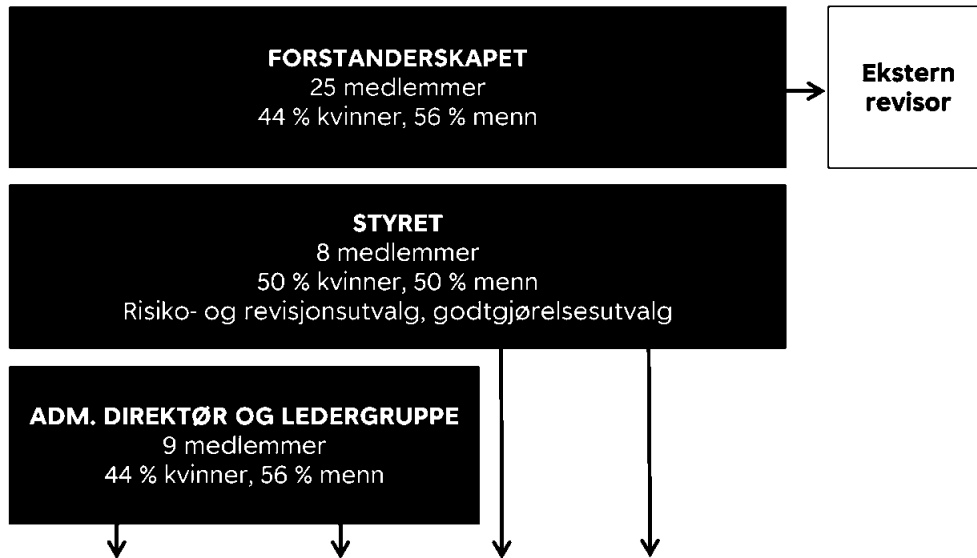 FORSTANDERSKAPET
25 medlemmer
44 % kvinner, 56 % menn
Ekstern
revisor
STYRET
8 medlemmer
50 % kvinner, 50 % menn
Risiko- og revisjonsutvalg, godtgjørelsesutvalg
ADM. DIREKTØR OG LEDERGRUPPE
9 medlemmer
44 % kvinner, 56 % menn